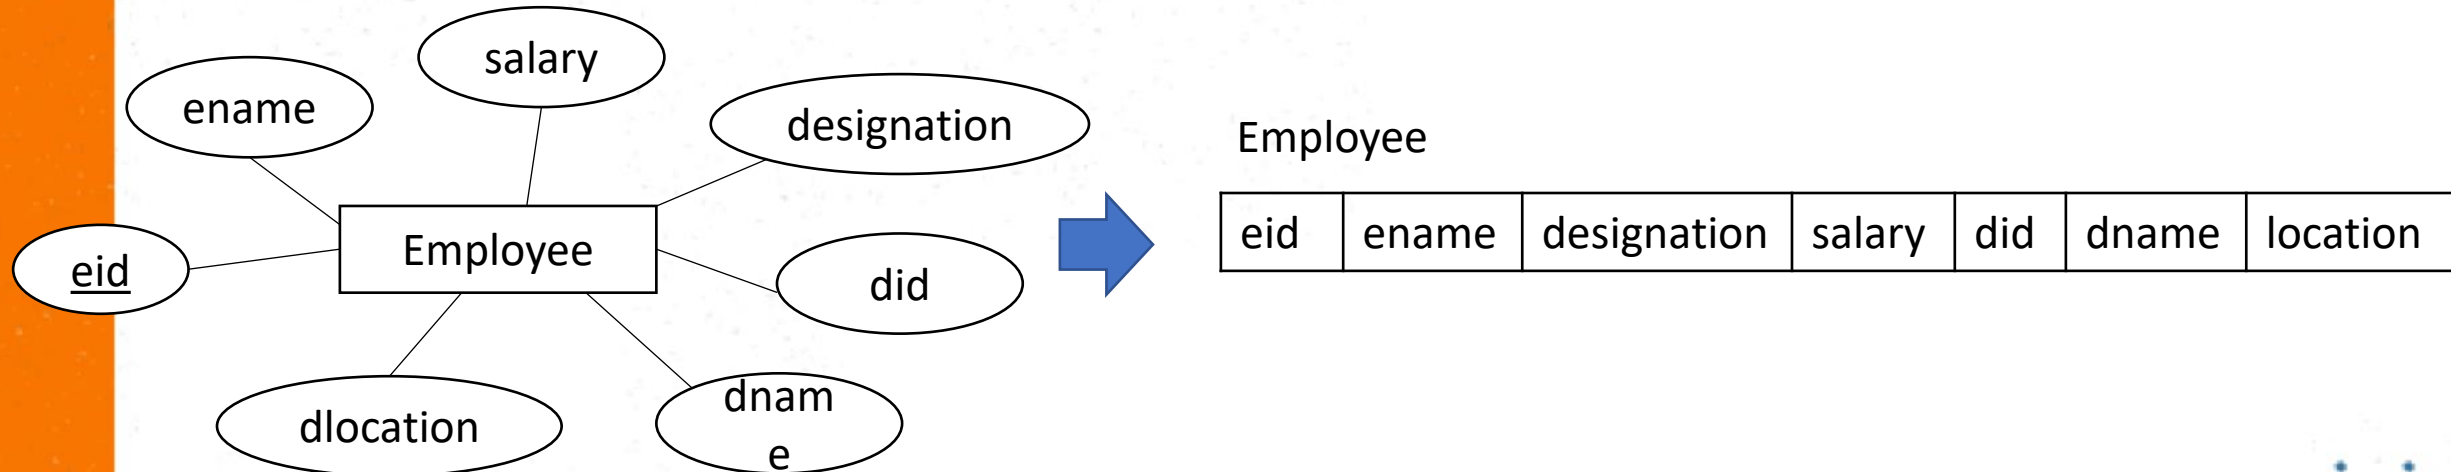 salary
ename
designation
Employee
eid
did
dlocation
dnam
e
Employee
eid ename designation salary did dname location